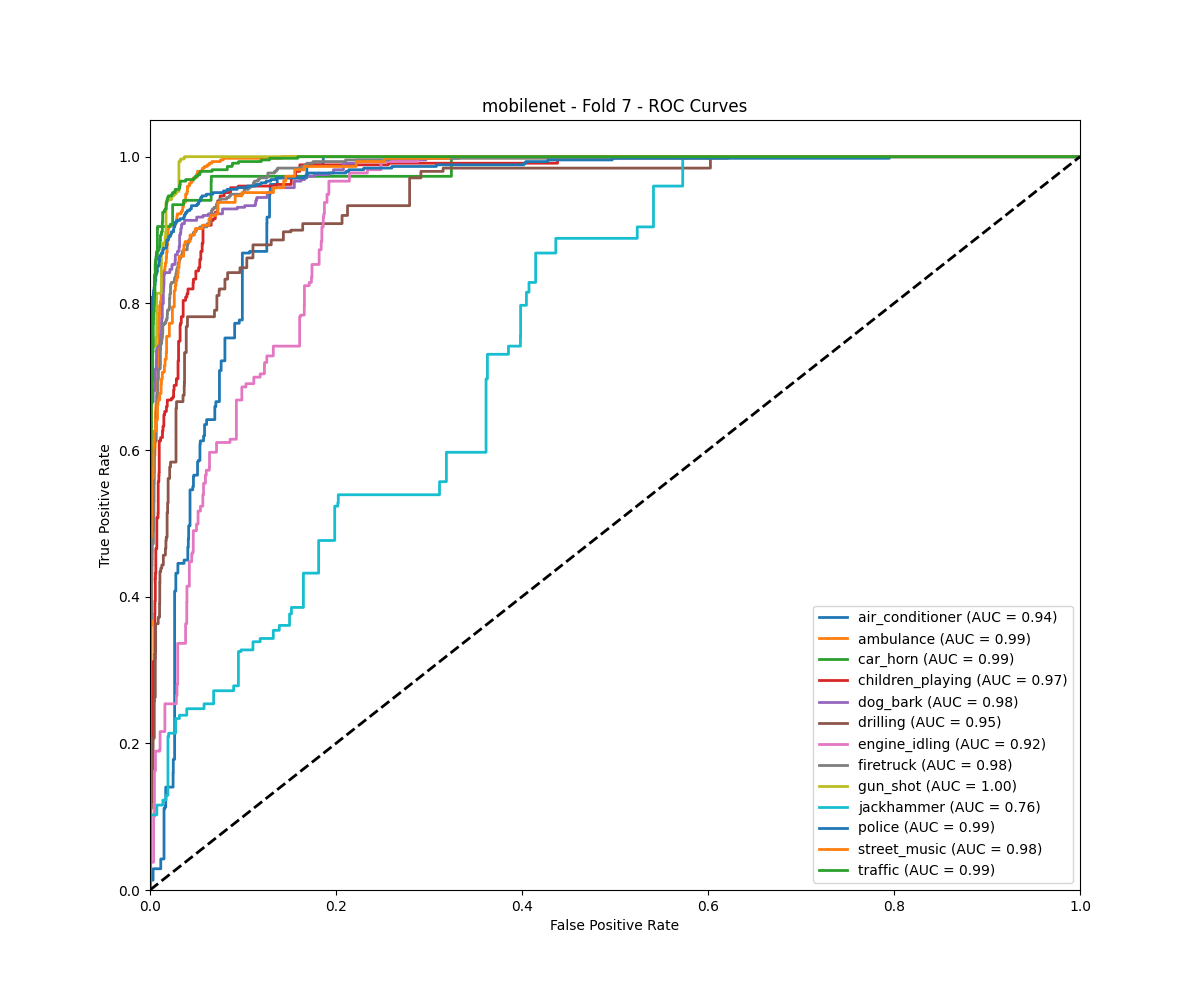 mobilenet - Fold 7 - ROC Curves
1.0
0.8
0.6
0.4
0.2
0.0
True Positive Rate
air_conditioner (AUC = 0.94)
ambulance (AUC = 0.99)
car_horn (AUC = 0.99)
children_playing (AUC = 0.97)
dog_bark (AUC = 0.98)
drilling (AUC = 0.95)
engine_idling (AUC = 0.92)
firetruck (AUC = 0.98)
gun_shot (AUC = 1.00)
jackhammer (AUC = 0.76)
police (AUC = 0.99)
street_music (AUC = 0.98)
traffic (AUC = 0.99)
0.0 0.2 0.4 0.6 0.8 1.0
False Positive Rate